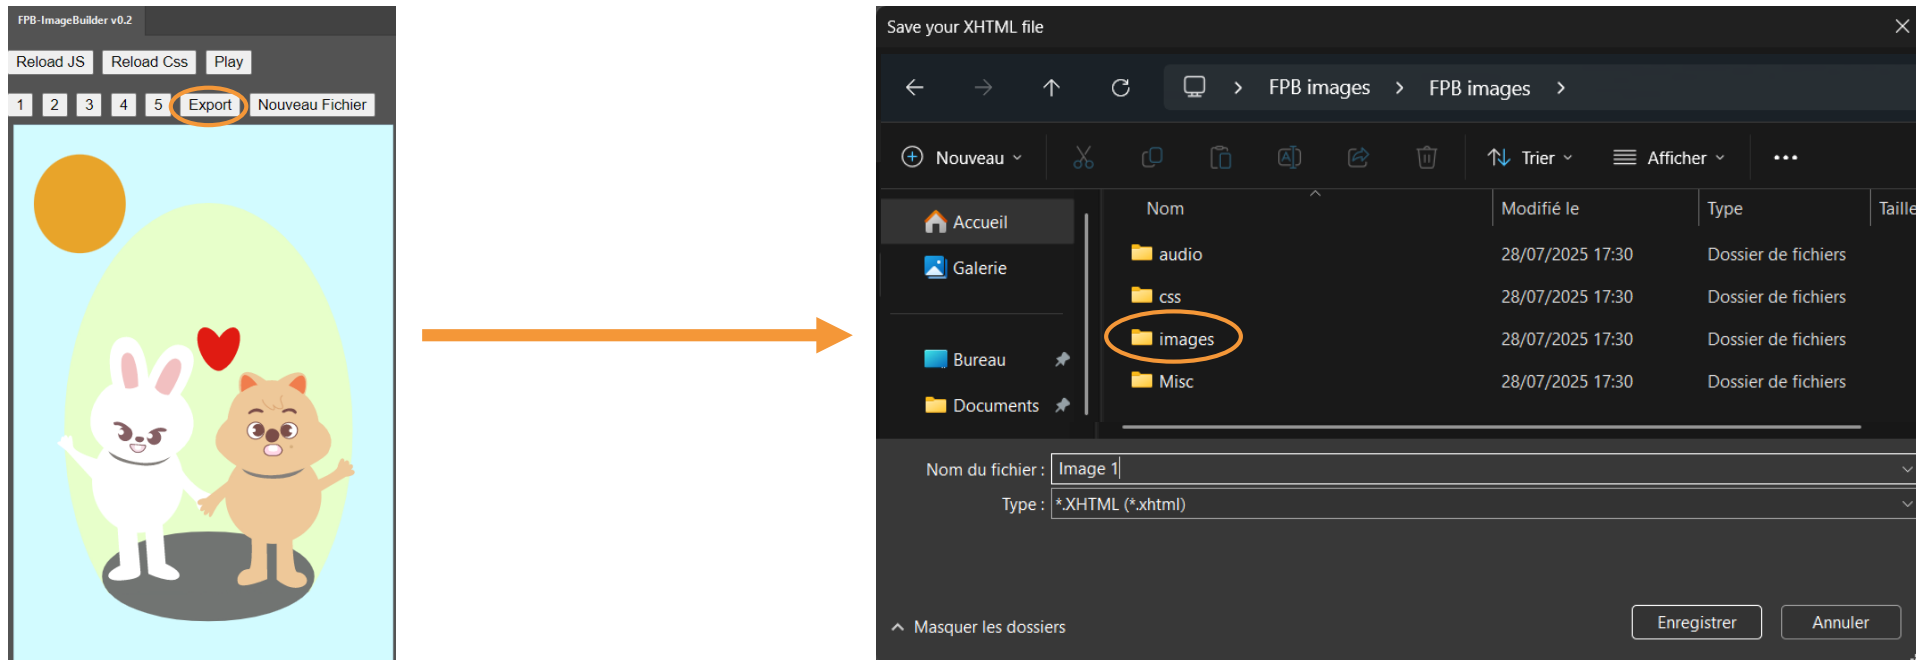 FPB-ImageBuilder v0.2
Reload JS Reload Css Play
1 2 3 4 5 Export Nouveau Fichier
Save your XHTML file
FPB images > FPB images >
Nouveau Trier Afficher
Accueil
Galerie
Bureau
Documents
Nom Modifié le Type Taille
audio 28/07/2025 17:30 Dossier de fichiers
css 28/07/2025 17:30 Dossier de fichiers
images 28/07/2025 17:30 Dossier de fichiers
Misc 28/07/2025 17:30 Dossier de fichiers
Nom du fichier : Image 1
Type : *.XHTML (*.xhtml)
Masquer les dossiers
Enregistrer Annuler